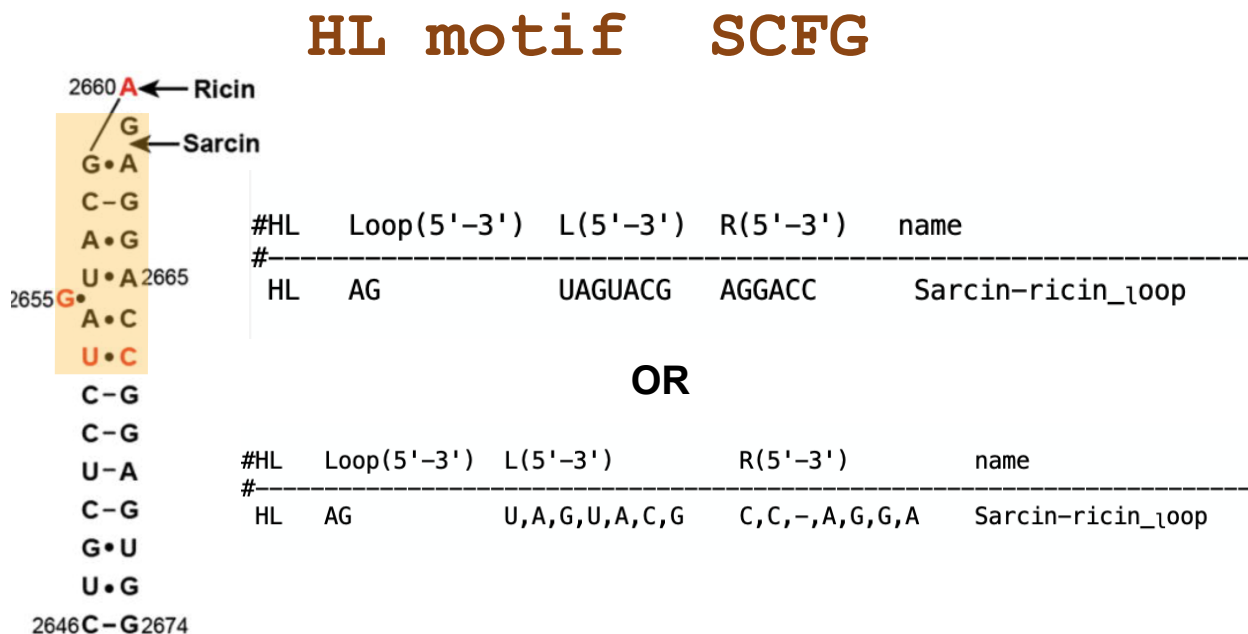 HL motif SCFG
2660 A Ricin
G
Sarcin
G•A
C–G
A•G
U•A 2665
2655 G•
A•C
U•C
C–G
C–G
U–A
C–G
G•U
U•G
2646 C–G 2674
#HL Loop(5'-3') L(5'-3') R(5'-3') name
#----------------------------------------------------------------------
HL AG UAGUACG AGGACC Sarcin-ricin_loop
OR
#HL Loop(5'-3') L(5'-3') R(5'-3') name
#----------------------------------------------------------------------
HL AG U,A,G,U,A,C,G C,C,-,A,G,G,A Sarcin-ricin_loop